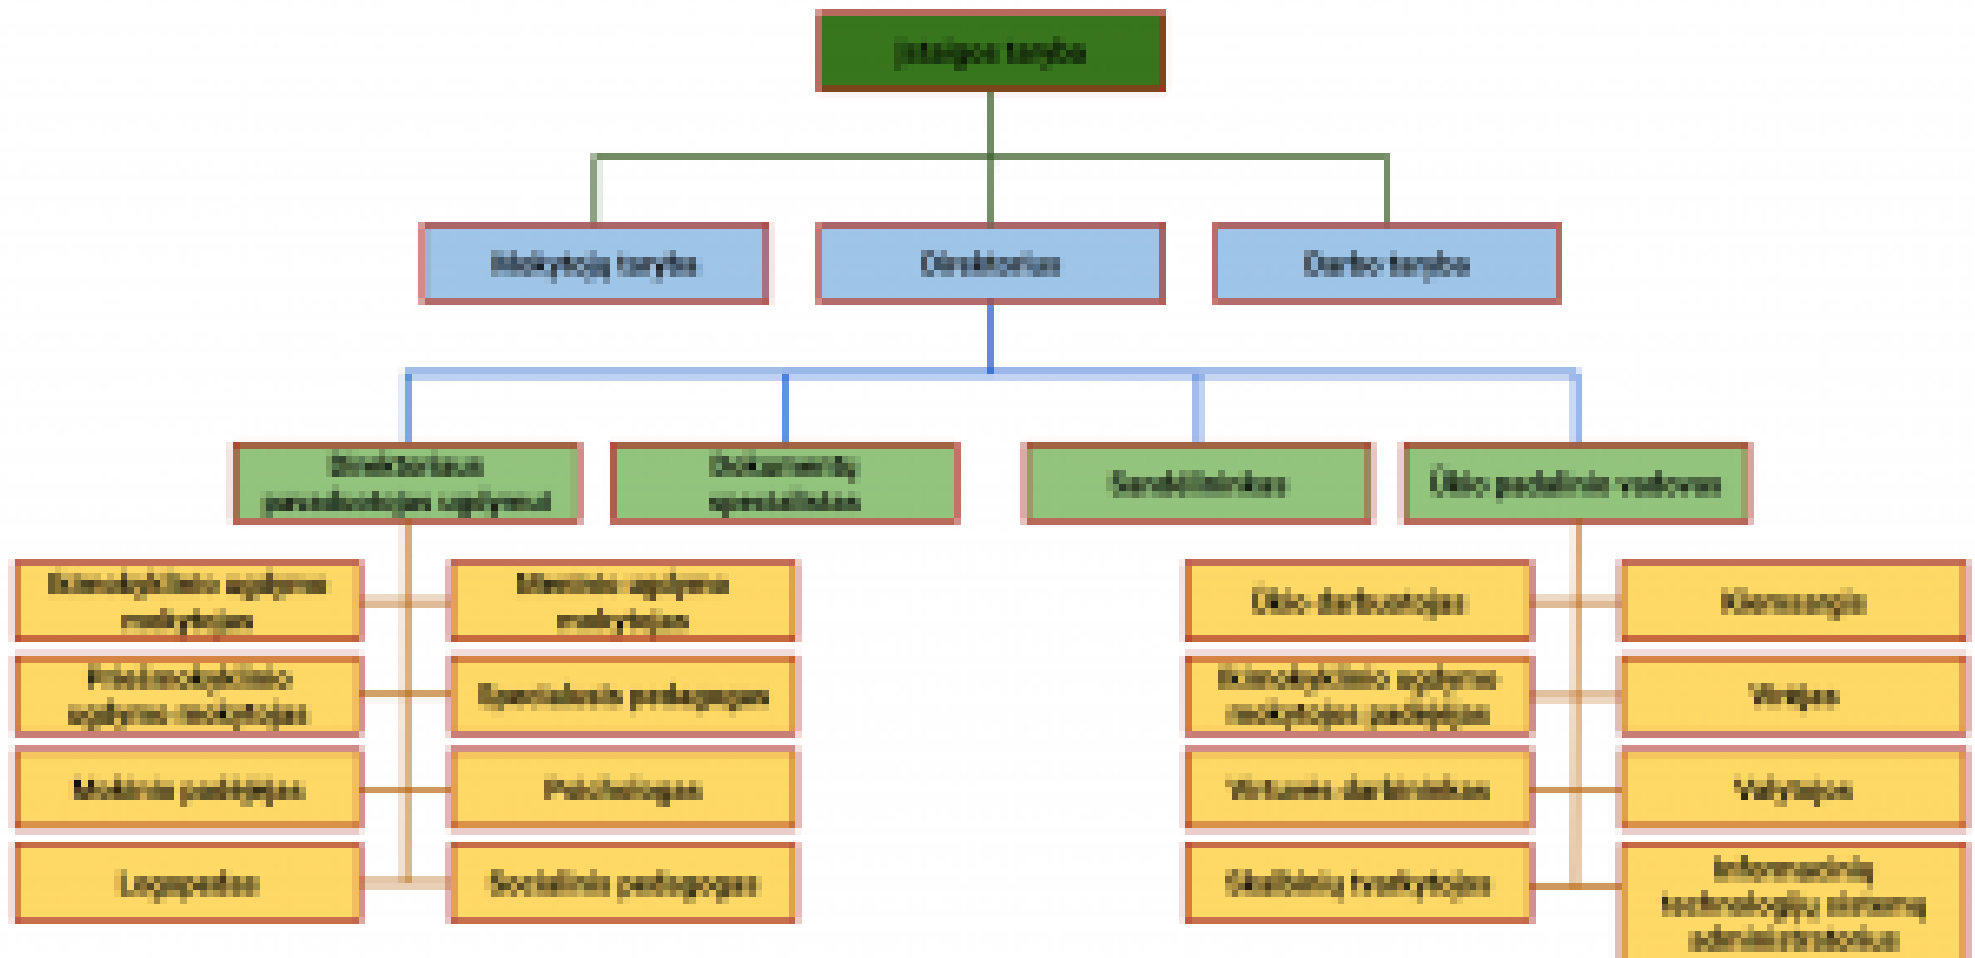 Įstaigos taryba
Mokytojų taryba
Direktorius
Darbo taryba
Direktoriaus
pavaduotojas ugdymui
Dokumentų
specialistas
Sandėlininkas
Ūkio padalinio vadovas
Ikimokyklinio ugdymo
mokytojas
Meninio ugdymo
mokytojas
Priešmokyklinio
ugdymo mokytojas
Specialusis pedagogas
Mokinio padėjėjas
Psichologas
Logopedas
Socialinis pedagogas
Ūkio darbuotojas
Kiemsargis
Ikimokyklinio ugdymo
mokytojos padėjėjas
Virėjas
Virtuvės darbininkas
Valytojos
Skalbinių tvarkytojas
Informacinių
technologijų sistemų
administratorius